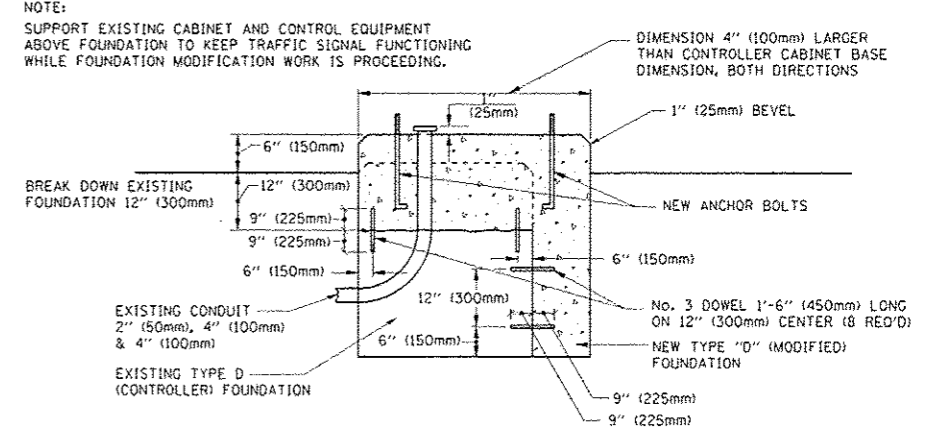 NOTE:
SUPPORT EXISTING CABINET AND CONTROL EQUIPMENT
ABOVE FOUNDATION TO KEEP TRAFFIC SIGNAL FUNCTIONING
WHILE FOUNDATION MODIFICATION WORK IS PROCEEDING.
DIMENSION 4" (100mm) LARGER
THAN CONTROLLER CABINET BASE
DIMENSION, BOTH DIRECTIONS
1"
(25mm)
1" (25mm) BEVEL
6" (150mm)
BREAK DOWN EXISTING
FOUNDATION 12" (300mm)
12" (300mm)
9" (225mm)
9" (225mm)
6" (150mm)
NEW ANCHOR BOLTS
6" (150mm)
EXISTING CONDUIT
2" (50mm), 4" (100mm)
& 4" (100mm)
12" (300mm)
6" (150mm)
No. 3 DOWEL 1'-6" (450mm) LONG
ON 12" (300mm) CENTER (8 REQ'D)
NEW TYPE "D" (MODIFIED)
FOUNDATION
EXISTING TYPE D
(CONTROLLER) FOUNDATION
9" (225mm)
9" (225mm)